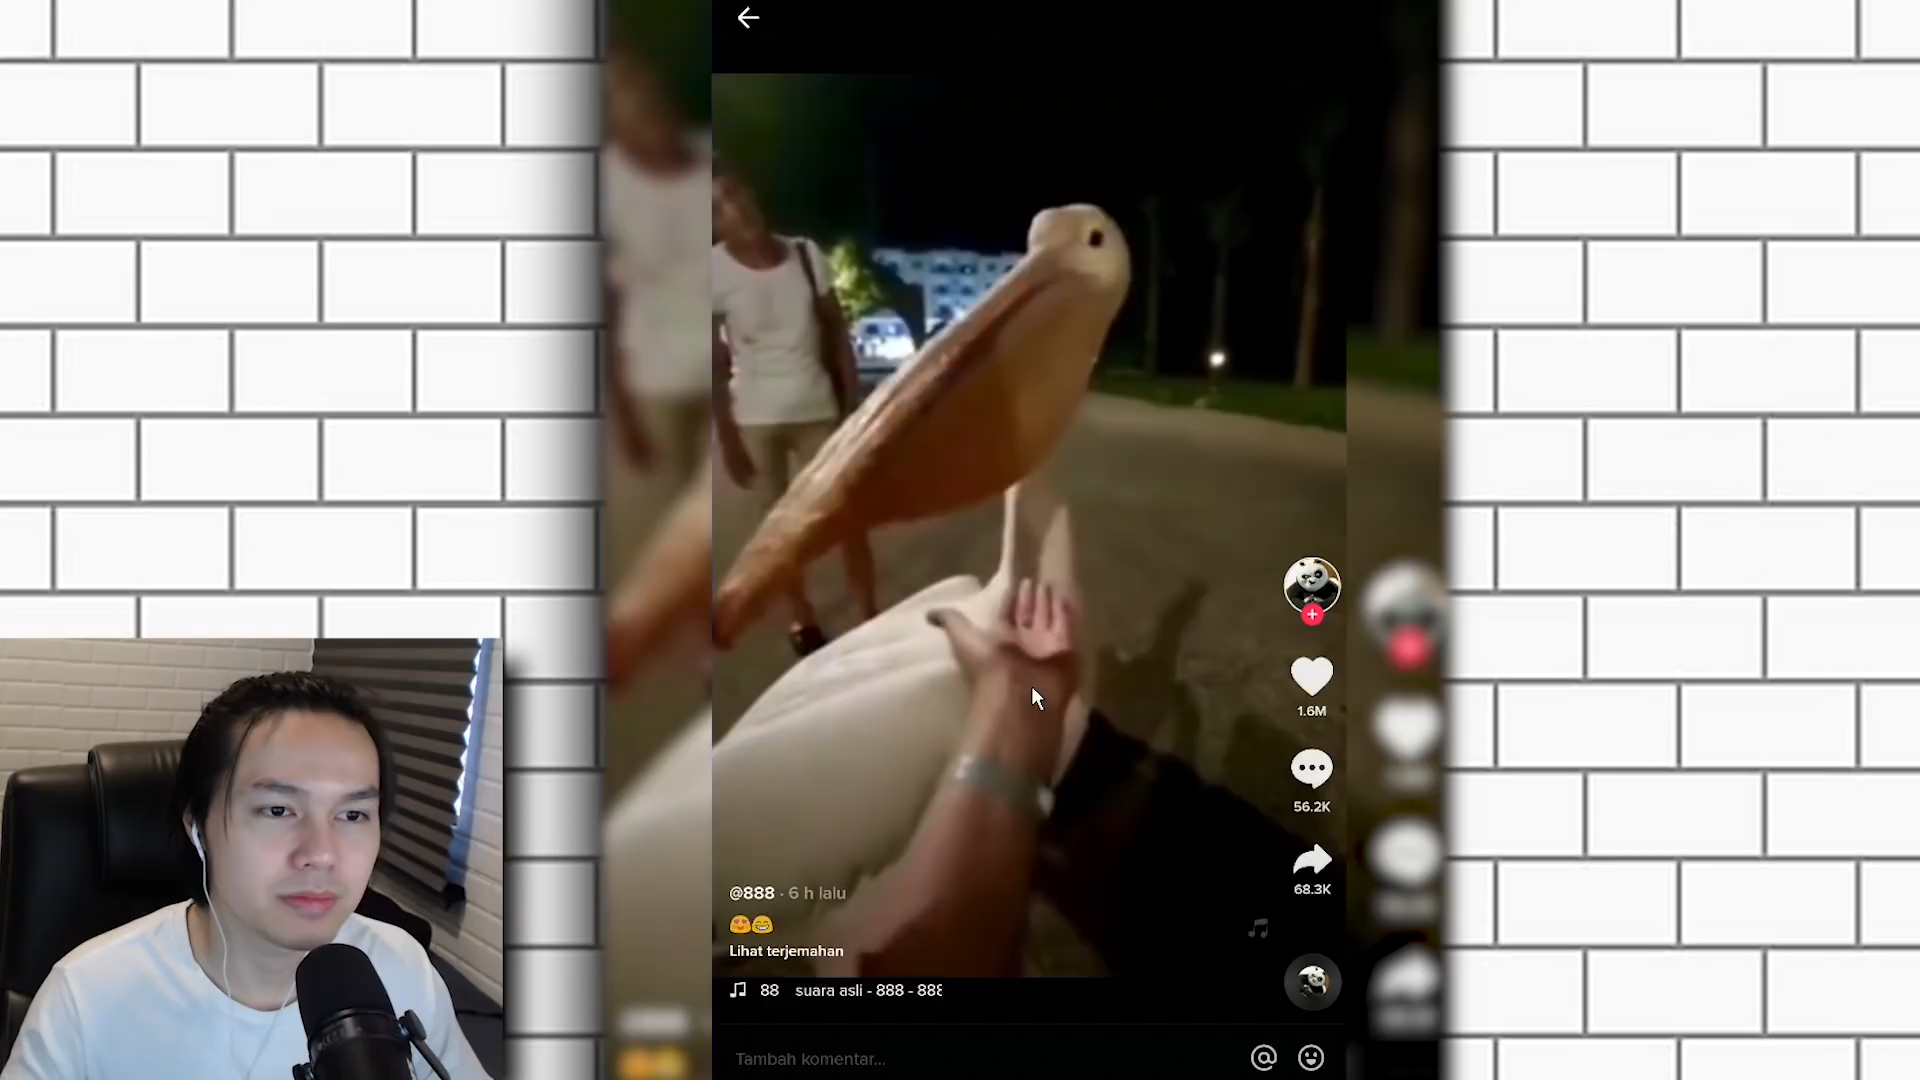 1.6M
56.2K
68.3K
@888 · 6 h lalu
Lihat terjemahan
88 suara asli - 888 - 888
Tambah komentar...